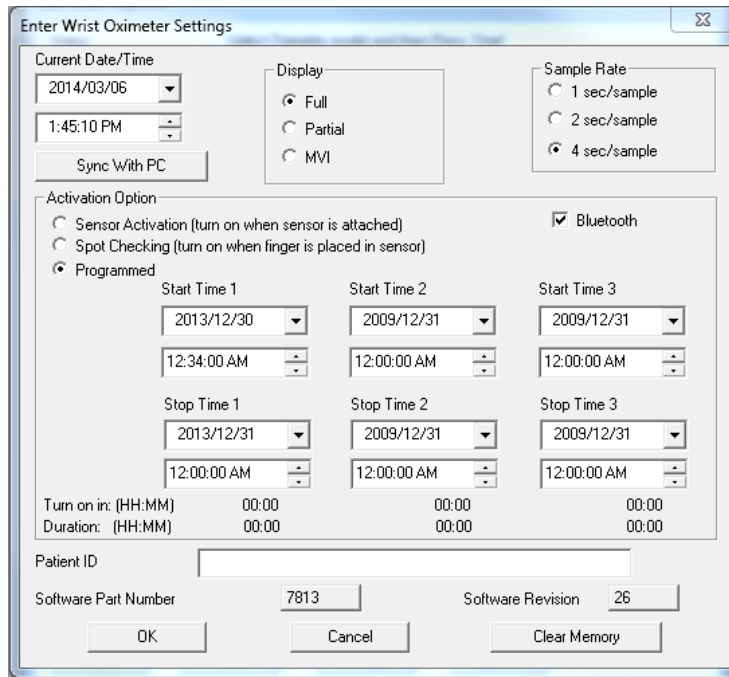 Enter Wrist Oximeter Settings
Current Date/Time
2014/03/06
1:45:10 PM
Sync With PC
Display
Full
Partial
MVI
Sample Rate
1 sec/sample
2 sec/sample
4 sec/sample
Activation Option
Sensor Activation (turn on when sensor is attached)
Spot Checking (turn on when finger is placed in sensor)
Programmed
Bluetooth
Start Time 1 Start Time 2 Start Time 3
2013/12/30 2009/12/31 2009/12/31
12:34:00 AM 12:00:00 AM 12:00:00 AM
Stop Time 1 Stop Time 2 Stop Time 3
2013/12/31 2009/12/31 2009/12/31
12:00:00 AM 12:00:00 AM 12:00:00 AM
Turn on in: (HH:MM) 00:00 00:00 00:00
Duration: (HH:MM) 00:00 00:00 00:00
Patient ID
Software Part Number 7813 Software Revision 26
OK Cancel Clear Memory